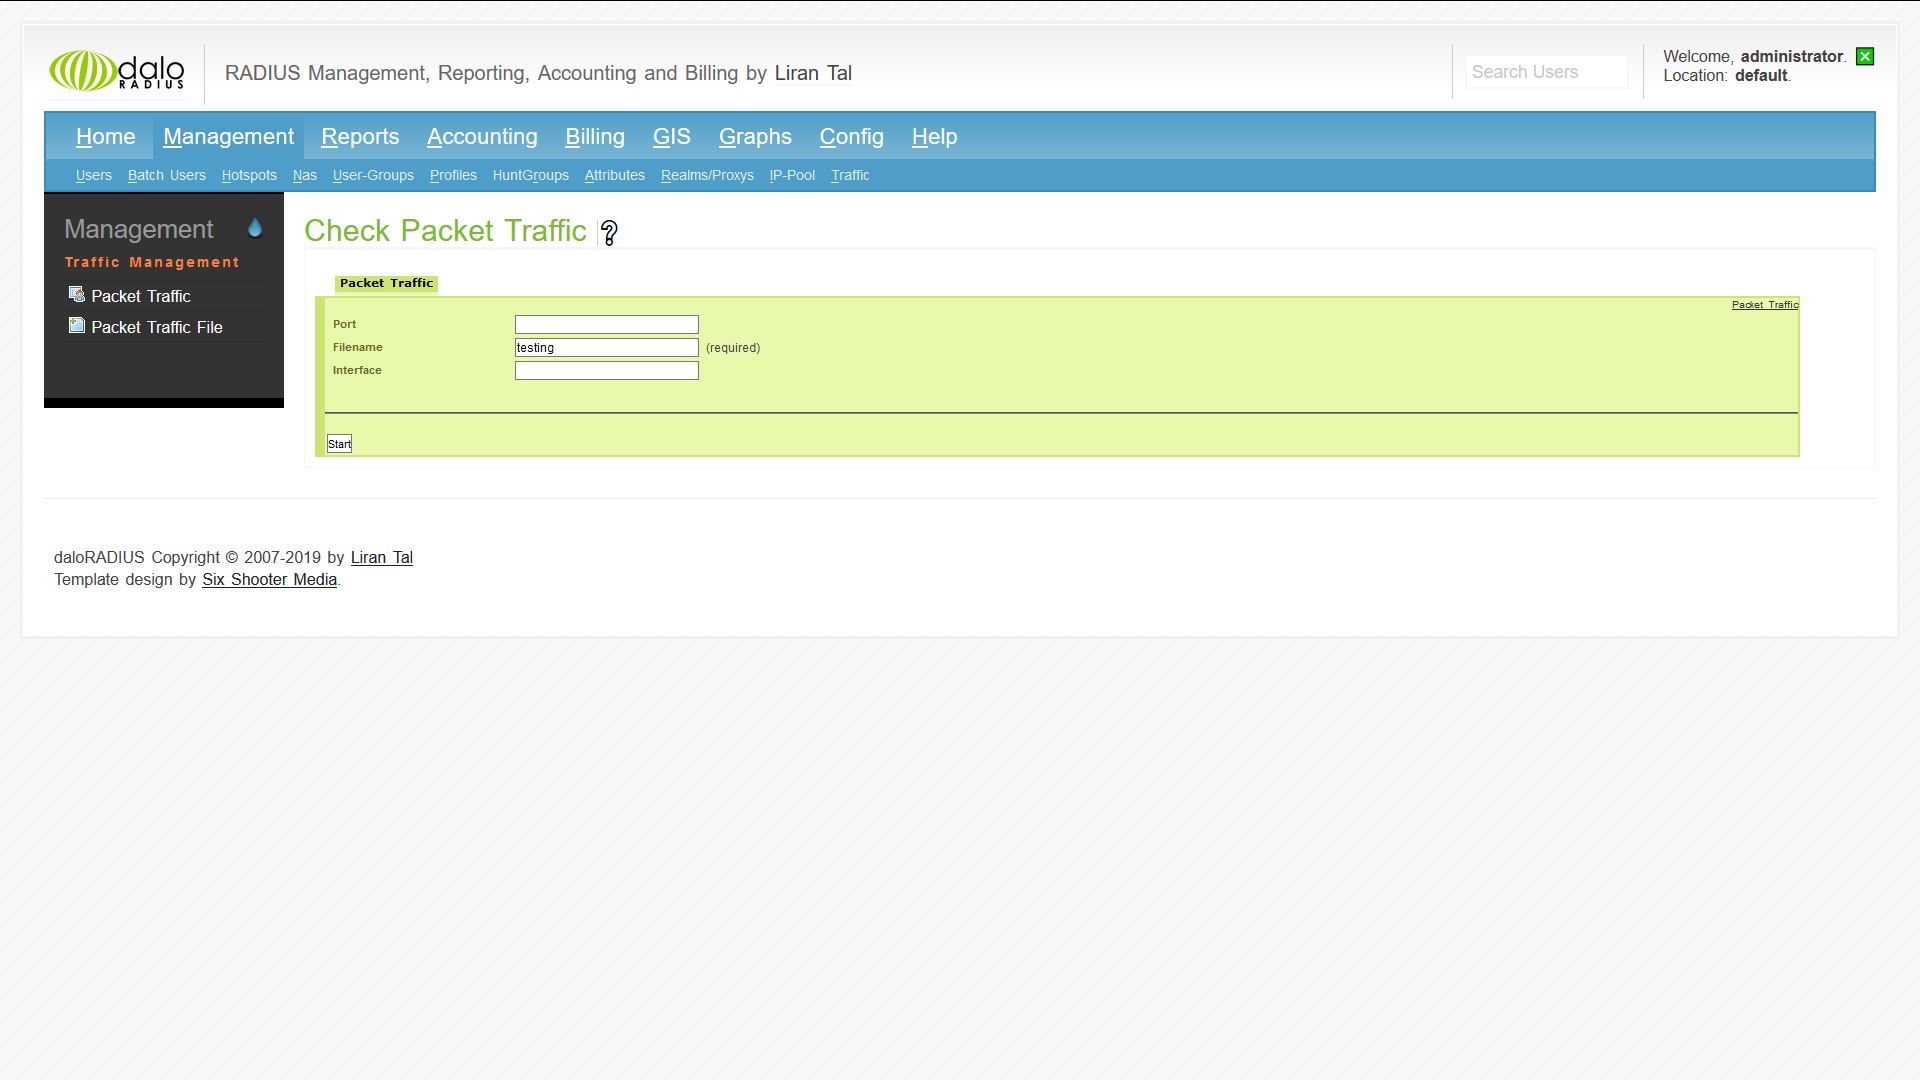 dalo
RADIUS
RADIUS Management, Reporting, Accounting and Billing by Liran Tal
Search Users
Welcome, administrator.
Location: default.
Home Management Reports Accounting Billing GIS Graphs Config Help
Users Batch Users Hotspots Nas User-Groups Profiles HuntGroups Attributes Realms/Proxys IP-Pool Traffic
Management
Traffic Management
Packet Traffic
Packet Traffic File
Check Packet Traffic ?
Packet Traffic
Packet Traffic
Port
Filename testing (required)
Interface
Start
daloRADIUS Copyright © 2007-2019 by Liran Tal
Template design by Six Shooter Media.